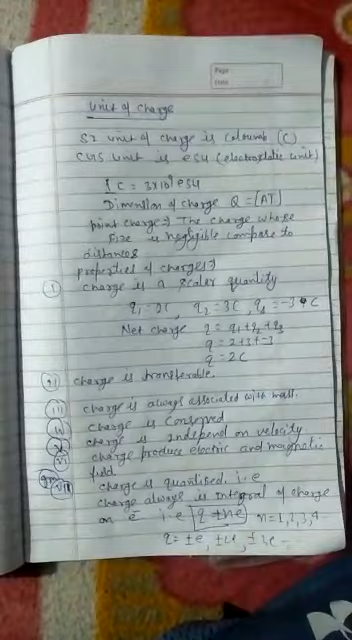 Page
Unit of charge
SI unit of charge is coloumb (C)
CGS unit is esu (electrostatic unit)
1 C = 3x10⁹ esu
Dimension of charge Q = [AT]
point charge ⇒ The charge whose
size is negligible compare to
distances
properties of charges ⇒
(i) charge is a scaler quantity
q₁ = 2C, q₂ = 3C, q₃ = -3 C
Net charge q = q₁+q₂+q₃
q = 2+3+-3
q = 2C
(ii) charge is transferable.
(iii) charge is always associated with mass.
(iv) charge is conserved
(v) charge is independ on velocity
(vi) charge produce electric and magnetic
field
(vii) charge is quantised. i.e
charge always is integral of charge
on e i.e q = ±ne n=1,2,3,4-
q = ±e, ±2e, ±3e -